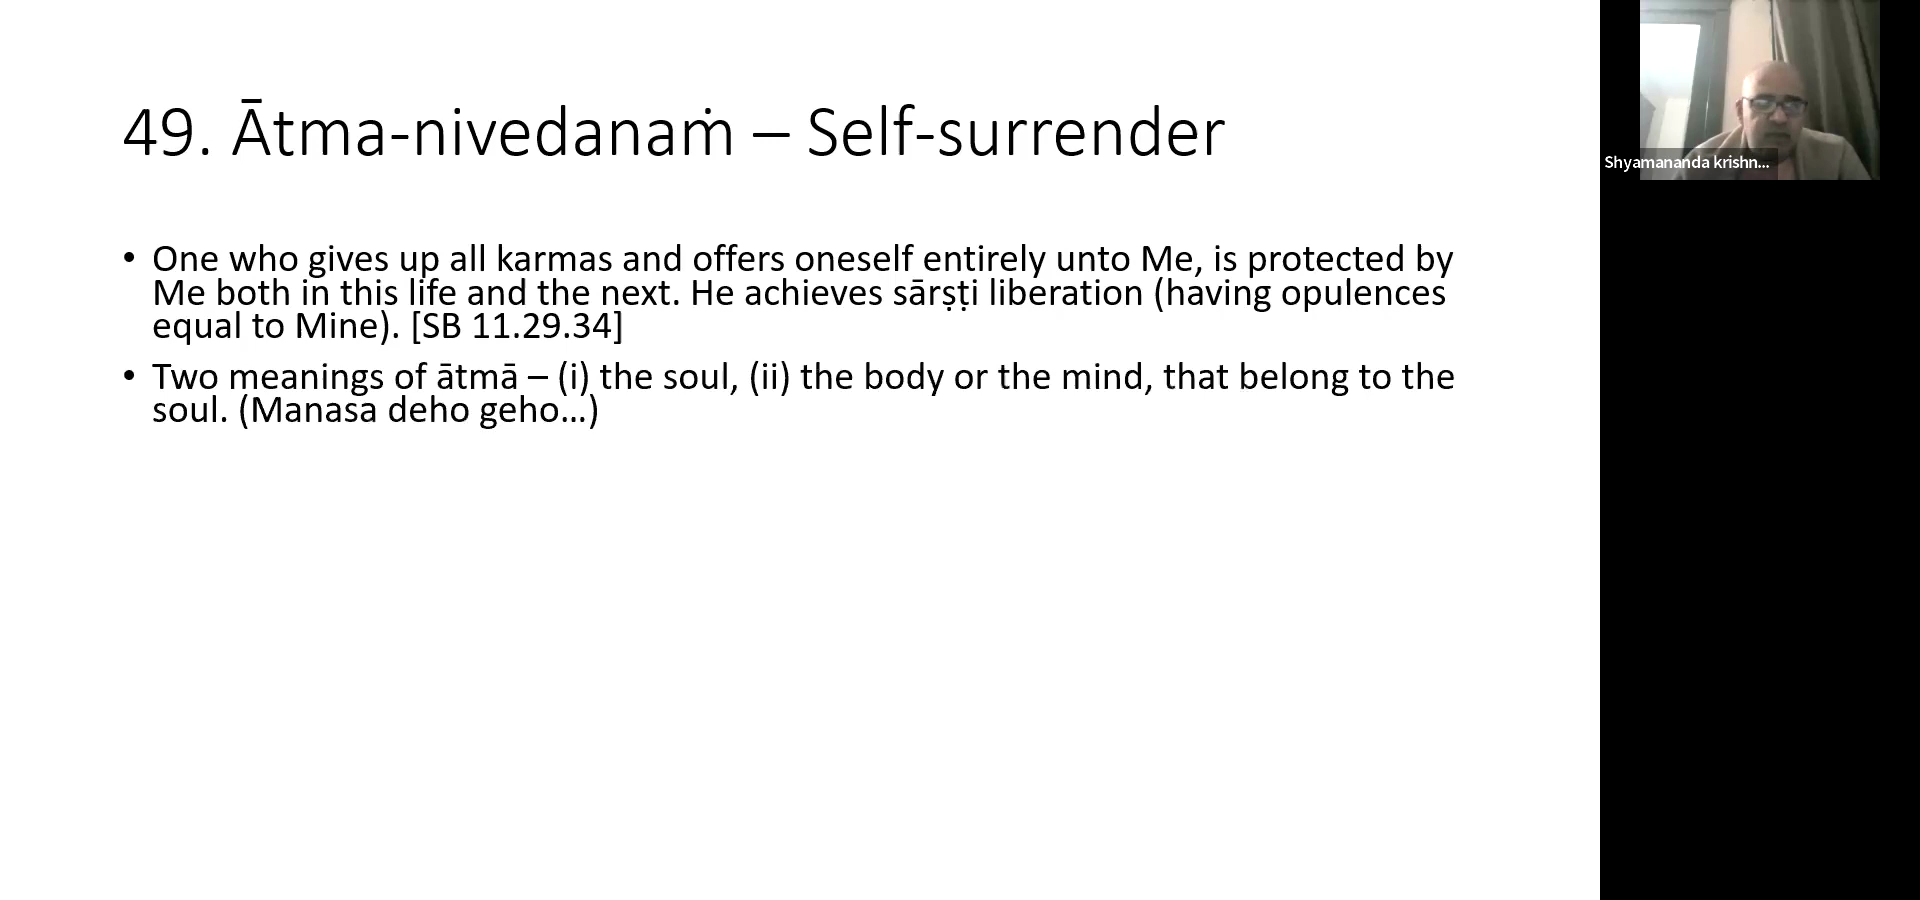 49. Ātma-nivedanaṁ – Self-surrender
• One who gives up all karmas and offers oneself entirely unto Me, is protected by
Me both in this life and the next. He achieves sārṣṭi liberation (having opulences
equal to Mine). [SB 11.29.34]
• Two meanings of ātmā – (i) the soul, (ii) the body or the mind, that belong to the
soul. (Manasa deho geho…)
Shyamananda krishn...